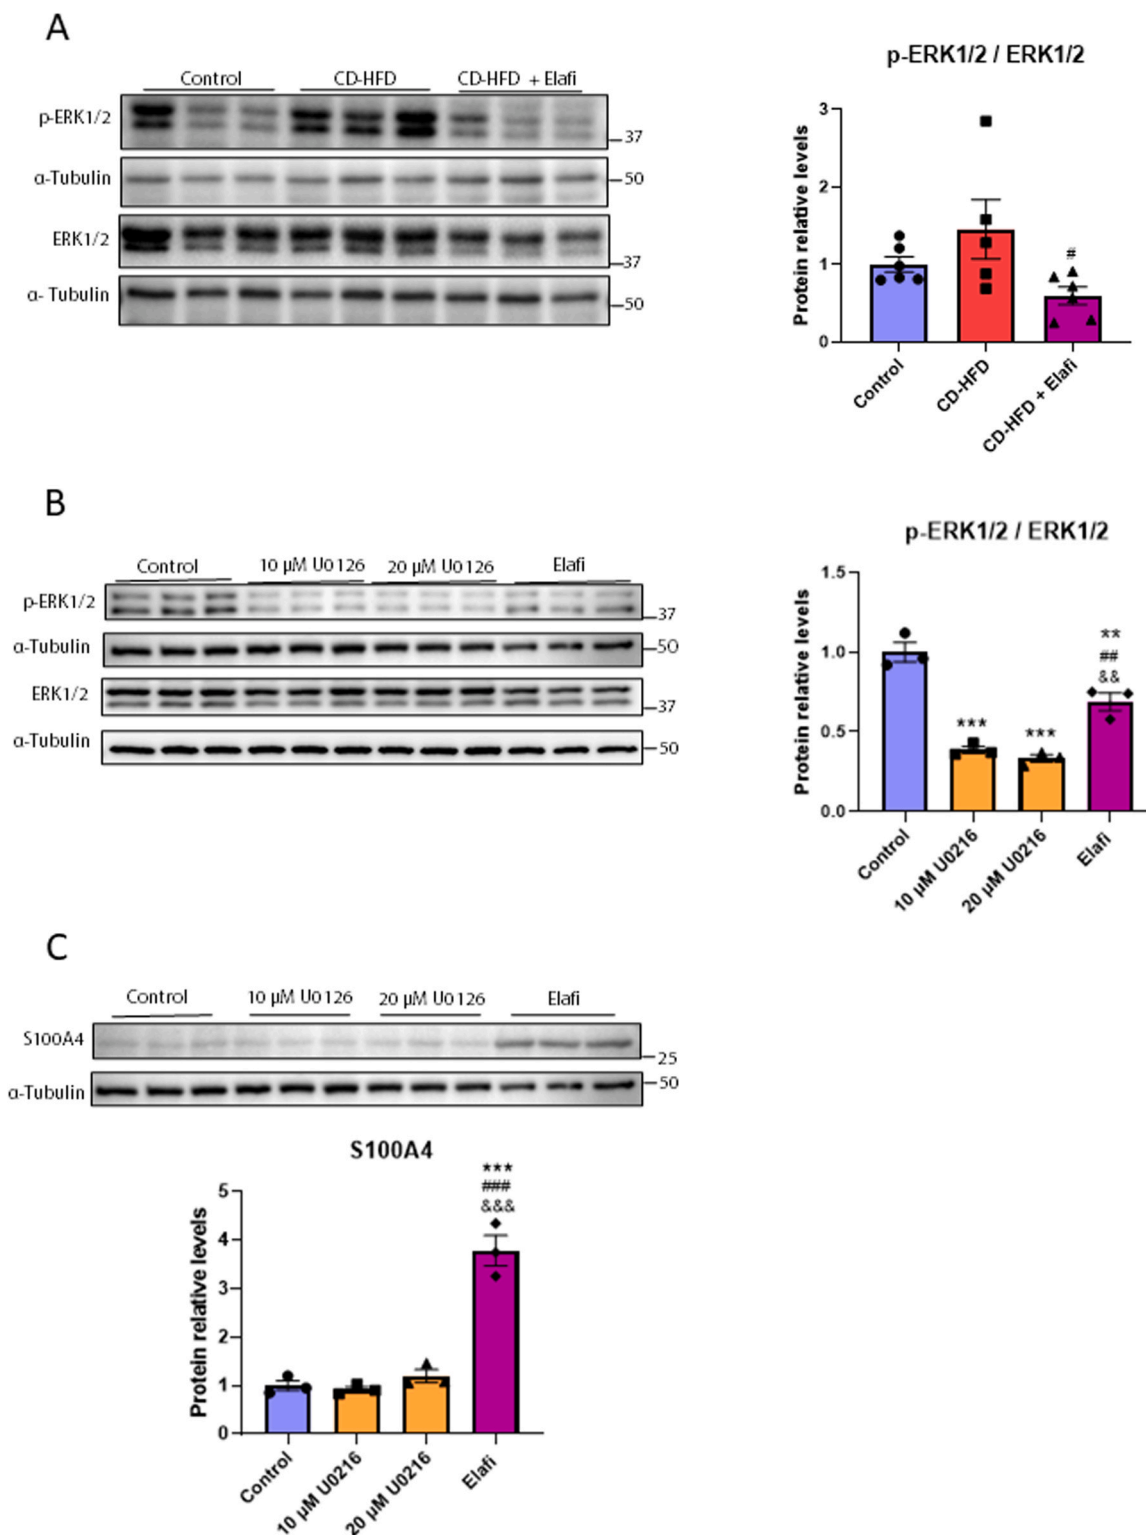 A
Control CD-HFD CD-HFD + Elafi
p-ERK1/2
37
α-Tubulin
50
ERK1/2
37
α- Tubulin
50
p-ERK1/2 / ERK1/2
Protein relative levels
3
2
1
0
#
Control
CD-HFD
CD-HFD + Elafi
B
Control 10 µM U0126 20 µM U0126 Elafi
p-ERK1/2
37
α-Tubulin
50
ERK1/2
37
α-Tubulin
50
p-ERK1/2 / ERK1/2
Protein relative levels
1.5
1.0
0.5
0.0
***
***
**
##
&&
Control
10 µM U0216
20 µM U0216
Elafi
C
Control 10 µM U0126 20 µM U0126 Elafi
S100A4
25
α-Tubulin
50
S100A4
Protein relative levels
5
4
3
2
1
0
***
###
&&&
Control
10 µM U0216
20 µM U0216
Elafi